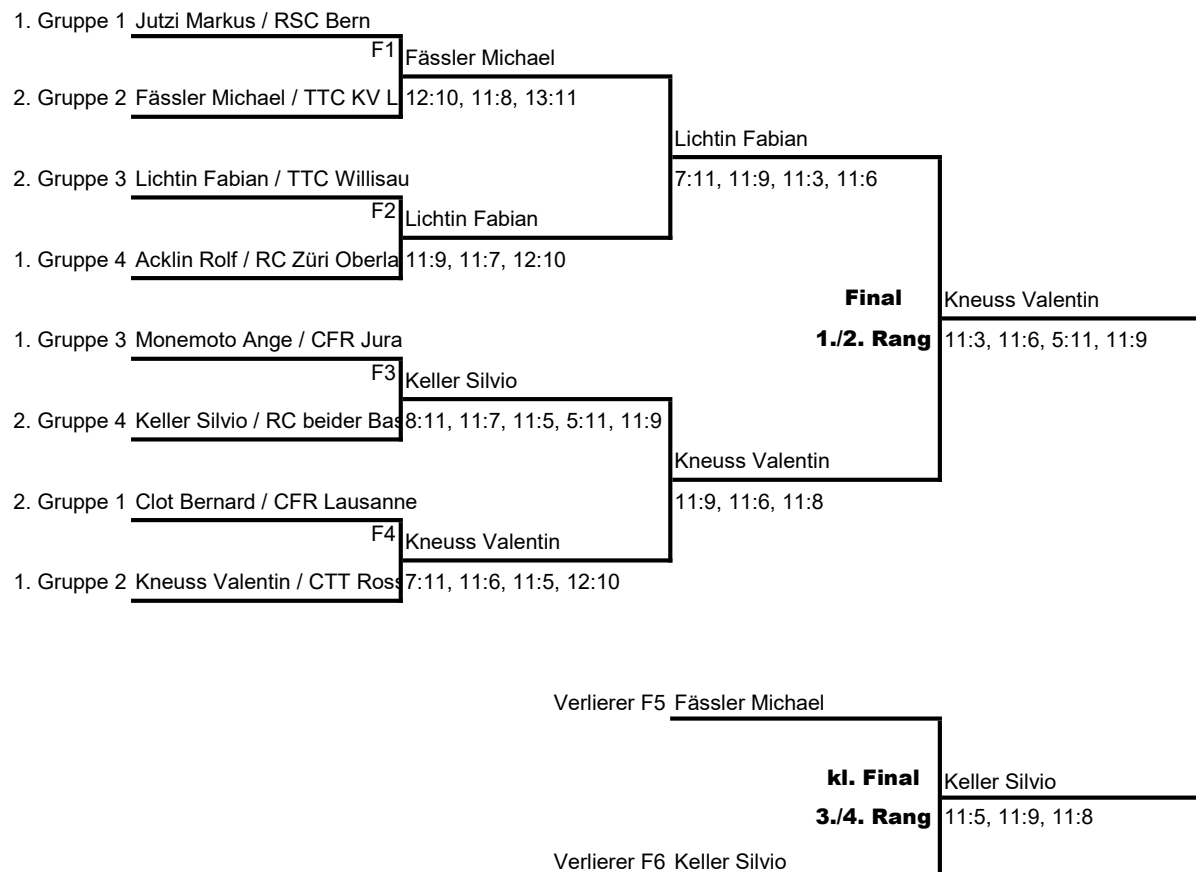 1. Gruppe 1 Jutzi Markus / RSC Bern
F1 Fässler Michael
2. Gruppe 2 Fässler Michael / TTC KV L 12:10, 11:8, 13:11
Lichtin Fabian
2. Gruppe 3 Lichtin Fabian / TTC Willisau 7:11, 11:9, 11:3, 11:6
F2 Lichtin Fabian
1. Gruppe 4 Acklin Rolf / RC Züri Oberla 11:9, 11:7, 12:10
Final Kneuss Valentin
1. Gruppe 3 Monemoto Ange / CFR Jura 1./2. Rang 11:3, 11:6, 5:11, 11:9
F3 Keller Silvio
2. Gruppe 4 Keller Silvio / RC beider Bas 8:11, 11:7, 11:5, 5:11, 11:9
Kneuss Valentin
2. Gruppe 1 Clot Bernard / CFR Lausanne 11:9, 11:6, 11:8
F4 Kneuss Valentin
1. Gruppe 2 Kneuss Valentin / CTT Ross 7:11, 11:6, 11:5, 12:10
Verlierer F5 Fässler Michael
kl. Final Keller Silvio
3./4. Rang 11:5, 11:9, 11:8
Verlierer F6 Keller Silvio